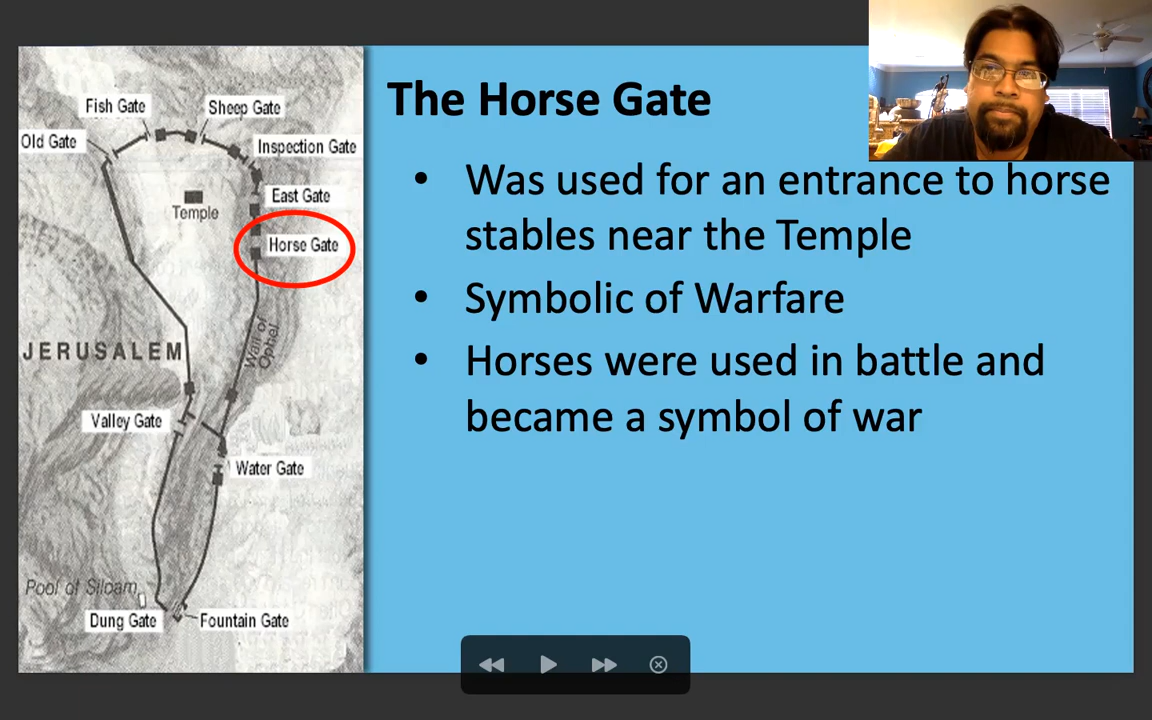 The Horse Gate
• Was used for an entrance to horse
stables near the Temple
• Symbolic of Warfare
• Horses were used in battle and
became a symbol of war
Fish Gate
Sheep Gate
Old Gate
Inspection Gate
East Gate
Temple
Horse Gate
Wall of
Ophel
JERUSALEM
Valley Gate
Water Gate
Pool of Siloam
Dung Gate
Fountain Gate